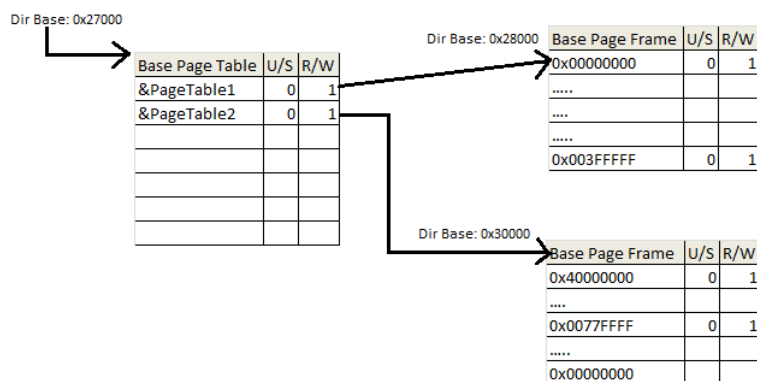 Dir Base: 0x27000
Base Page Table U/S R/W
&PageTable1 0 1
&PageTable2 0 1
Dir Base: 0x28000
Base Page Frame U/S R/W
0x00000000 0 1
.....
....
.....
0x003FFFFF 0 1
Dir Base: 0x30000
Base Page Frame U/S R/W
0x40000000 0 1
....
0x0077FFFF 0 1
.....
0x00000000